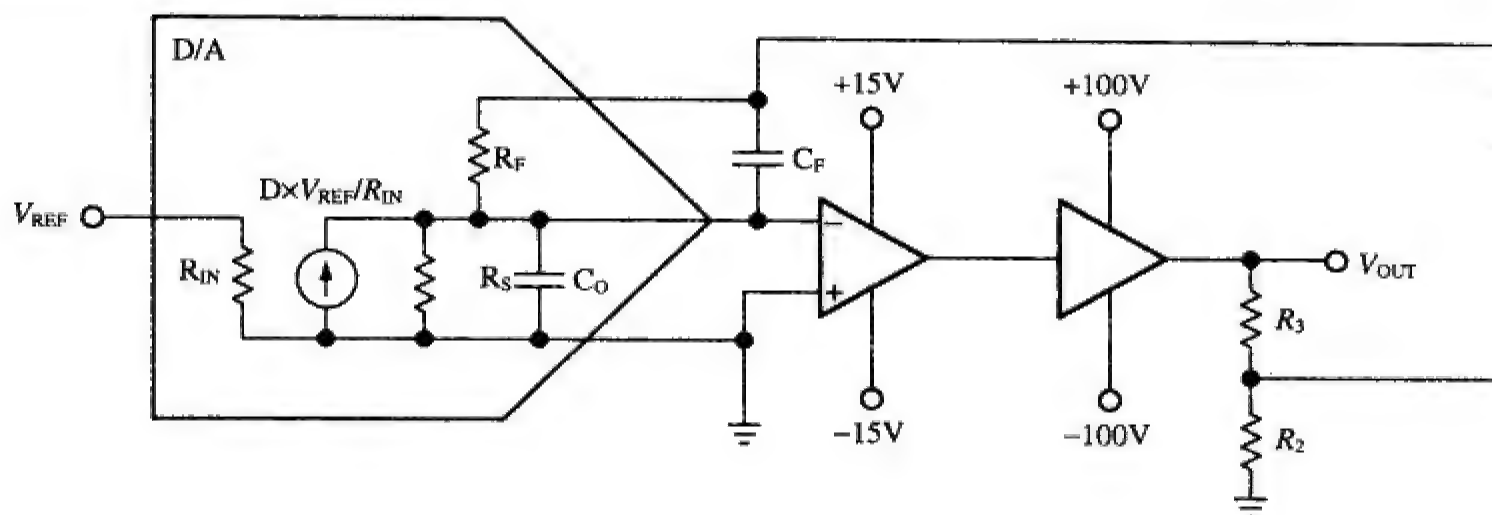 D/A
+15V
+100V
R_F
C_F
D×V_REF/R_IN
V_REF
−
R_IN
R_S
C_O
+
V_OUT
R_3
−15V
−100V
R_2